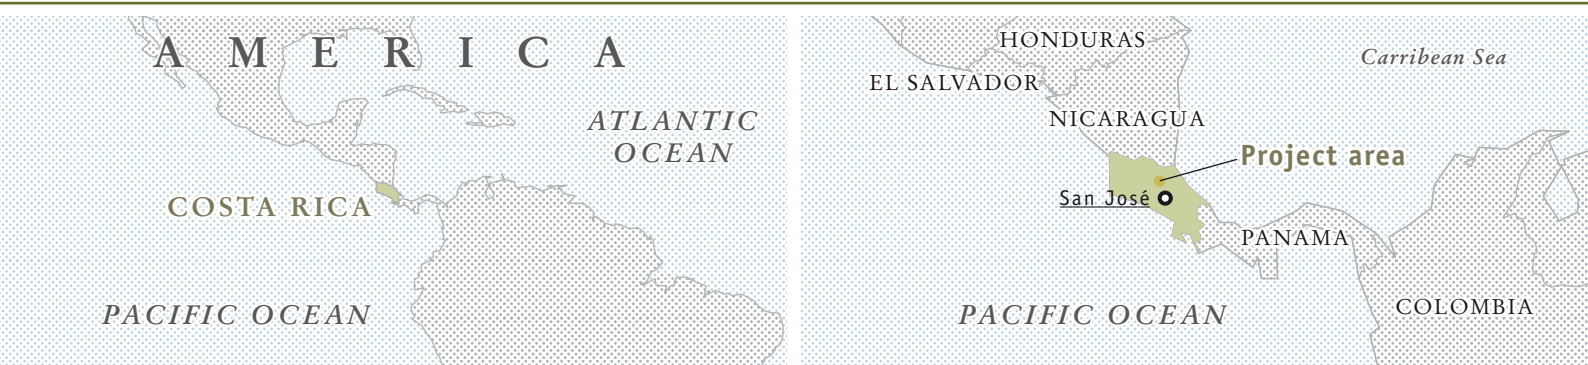 AMERICA
ATLANTIC
OCEAN
COSTA RICA
PACIFIC OCEAN
HONDURAS
Carribean Sea
EL SALVADOR
NICARAGUA
Project area
San José
PANAMA
COLOMBIA
PACIFIC OCEAN